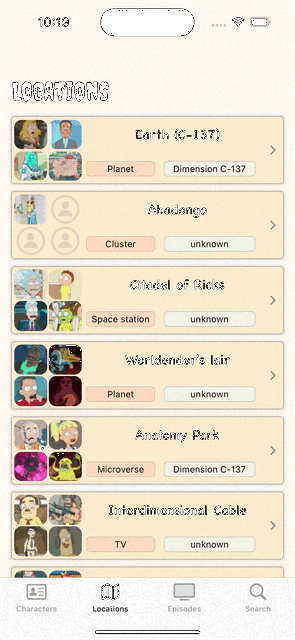 10:13
LOCATIONS
Earth (C-137)
Planet
Dimension C-137
Abadango
Cluster
unknown
Citadel of Ricks
Space station
unknown
Worldender's lair
Planet
unknown
Anatomy Park
Microverse
Dimension C-137
Interdimensional Cable
TV
unknown
Characters
Locations
Episodes
Search